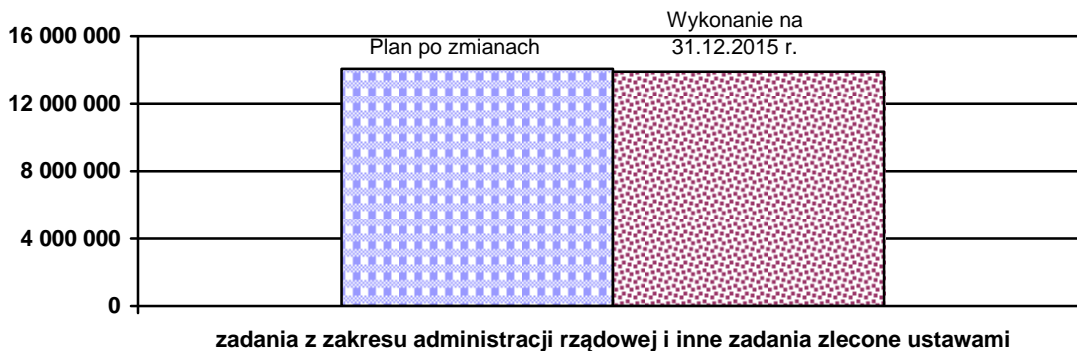 16 000 000
12 000 000
8 000 000
4 000 000
0
Plan po zmianach
Wykonanie na
31.12.2015 r.
zadania z zakresu administracji rządowej i inne zadania zlecone ustawami